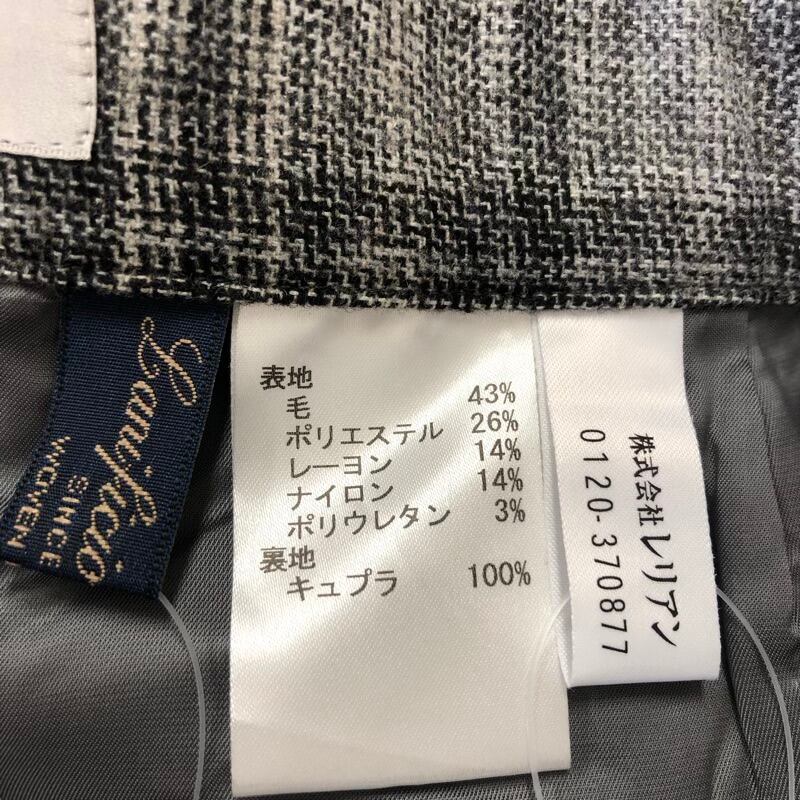 Lanificio
SINCE
WOVEN
表地
毛 43%
ポリエステル 26%
レーヨン 14%
ナイロン 14%
ポリウレタン 3%
裏地
キュプラ 100%
株式会社レリアン
0120-370877